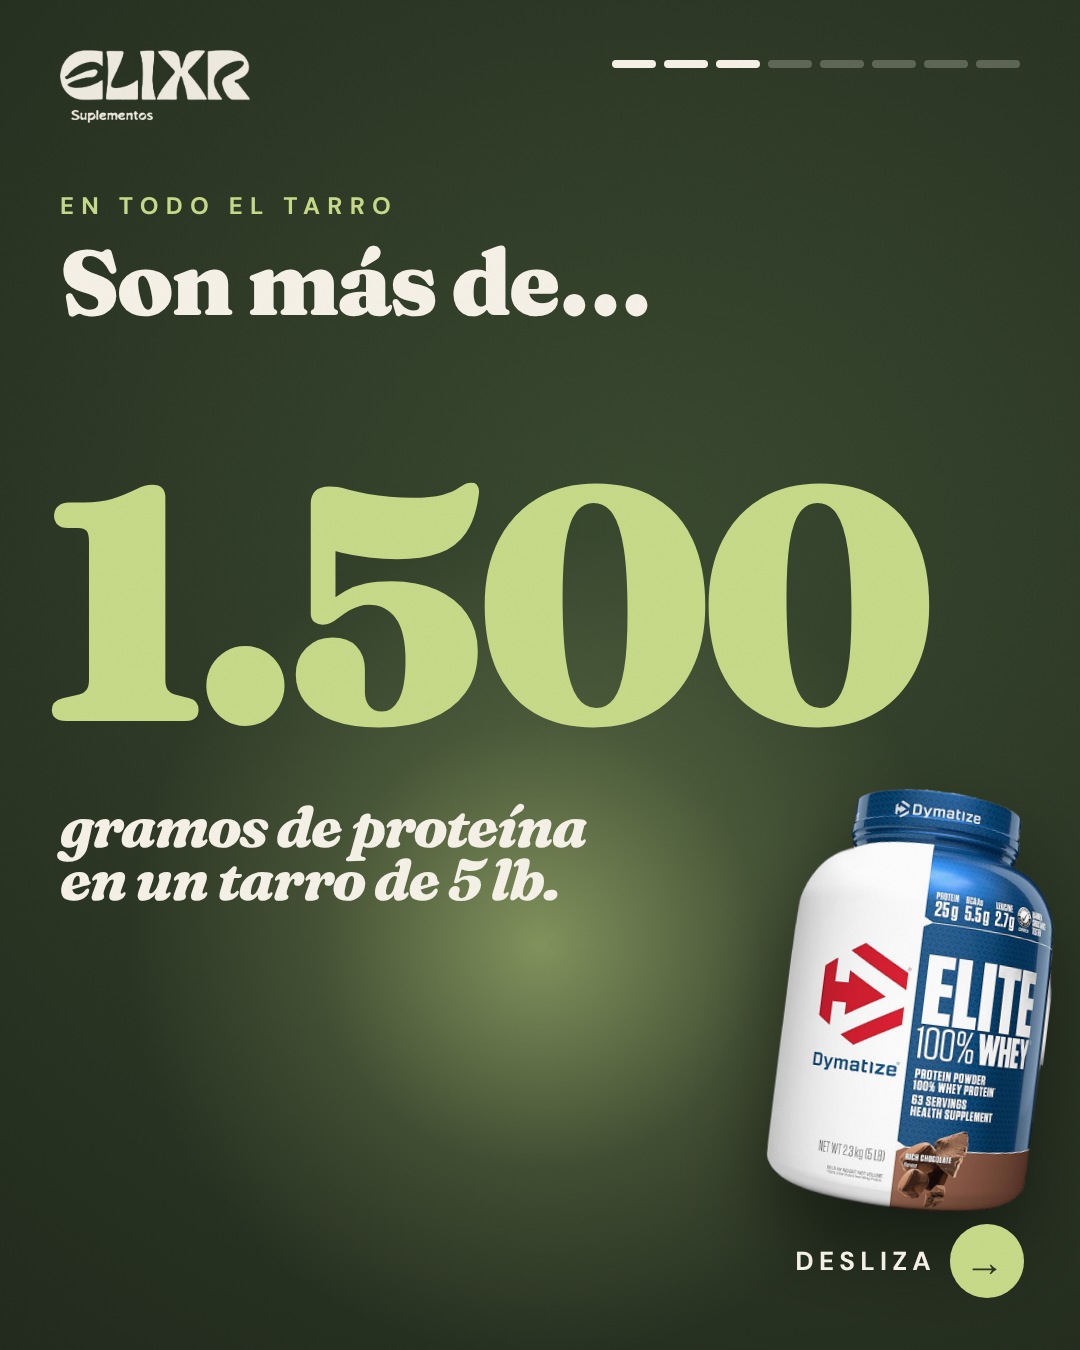 ELIXR
Suplementos
EN TODO EL TARRO
Son más de...
1.500
gramos de proteína
en un tarro de 5 lb.
Dymatize
PROTEIN BCAAs LEUCINE
25g 5.5g 2.7g
ELITE
100% WHEY
Dymatize
PROTEIN POWDER
100% WHEY PROTEIN
63 SERVINGS
HEALTH SUPPLEMENT
NET WT 2.3 kg (5 LB)
RICH CHOCOLATE
DESLIZA →